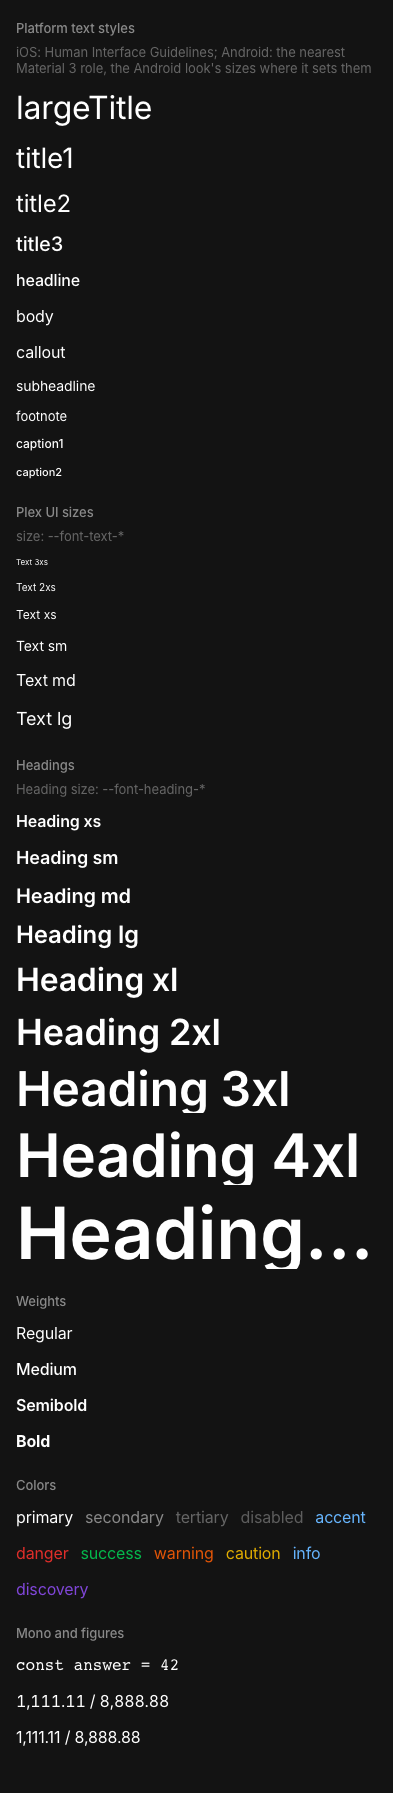 Platform text styles
iOS: Human Interface Guidelines; Android: the nearest
Material 3 role, the Android look's sizes where it sets them
largeTitle
title1
title2
title3
headline
body
callout
subheadline
footnote
caption1
caption2
Plex UI sizes
size: --font-text-*
Text 3xs
Text 2xs
Text xs
Text sm
Text md
Text lg
Headings
Heading size: --font-heading-*
Heading xs
Heading sm
Heading md
Heading lg
Heading xl
Heading 2xl
Heading 3xl
Heading 4xl
Heading...
Weights
Regular
Medium
Semibold
Bold
Colors
primary secondary tertiary disabled accent
danger success warning caution info
discovery
Mono and figures
const answer = 42
1,111.11 / 8,888.88
1,111.11 / 8,888.88